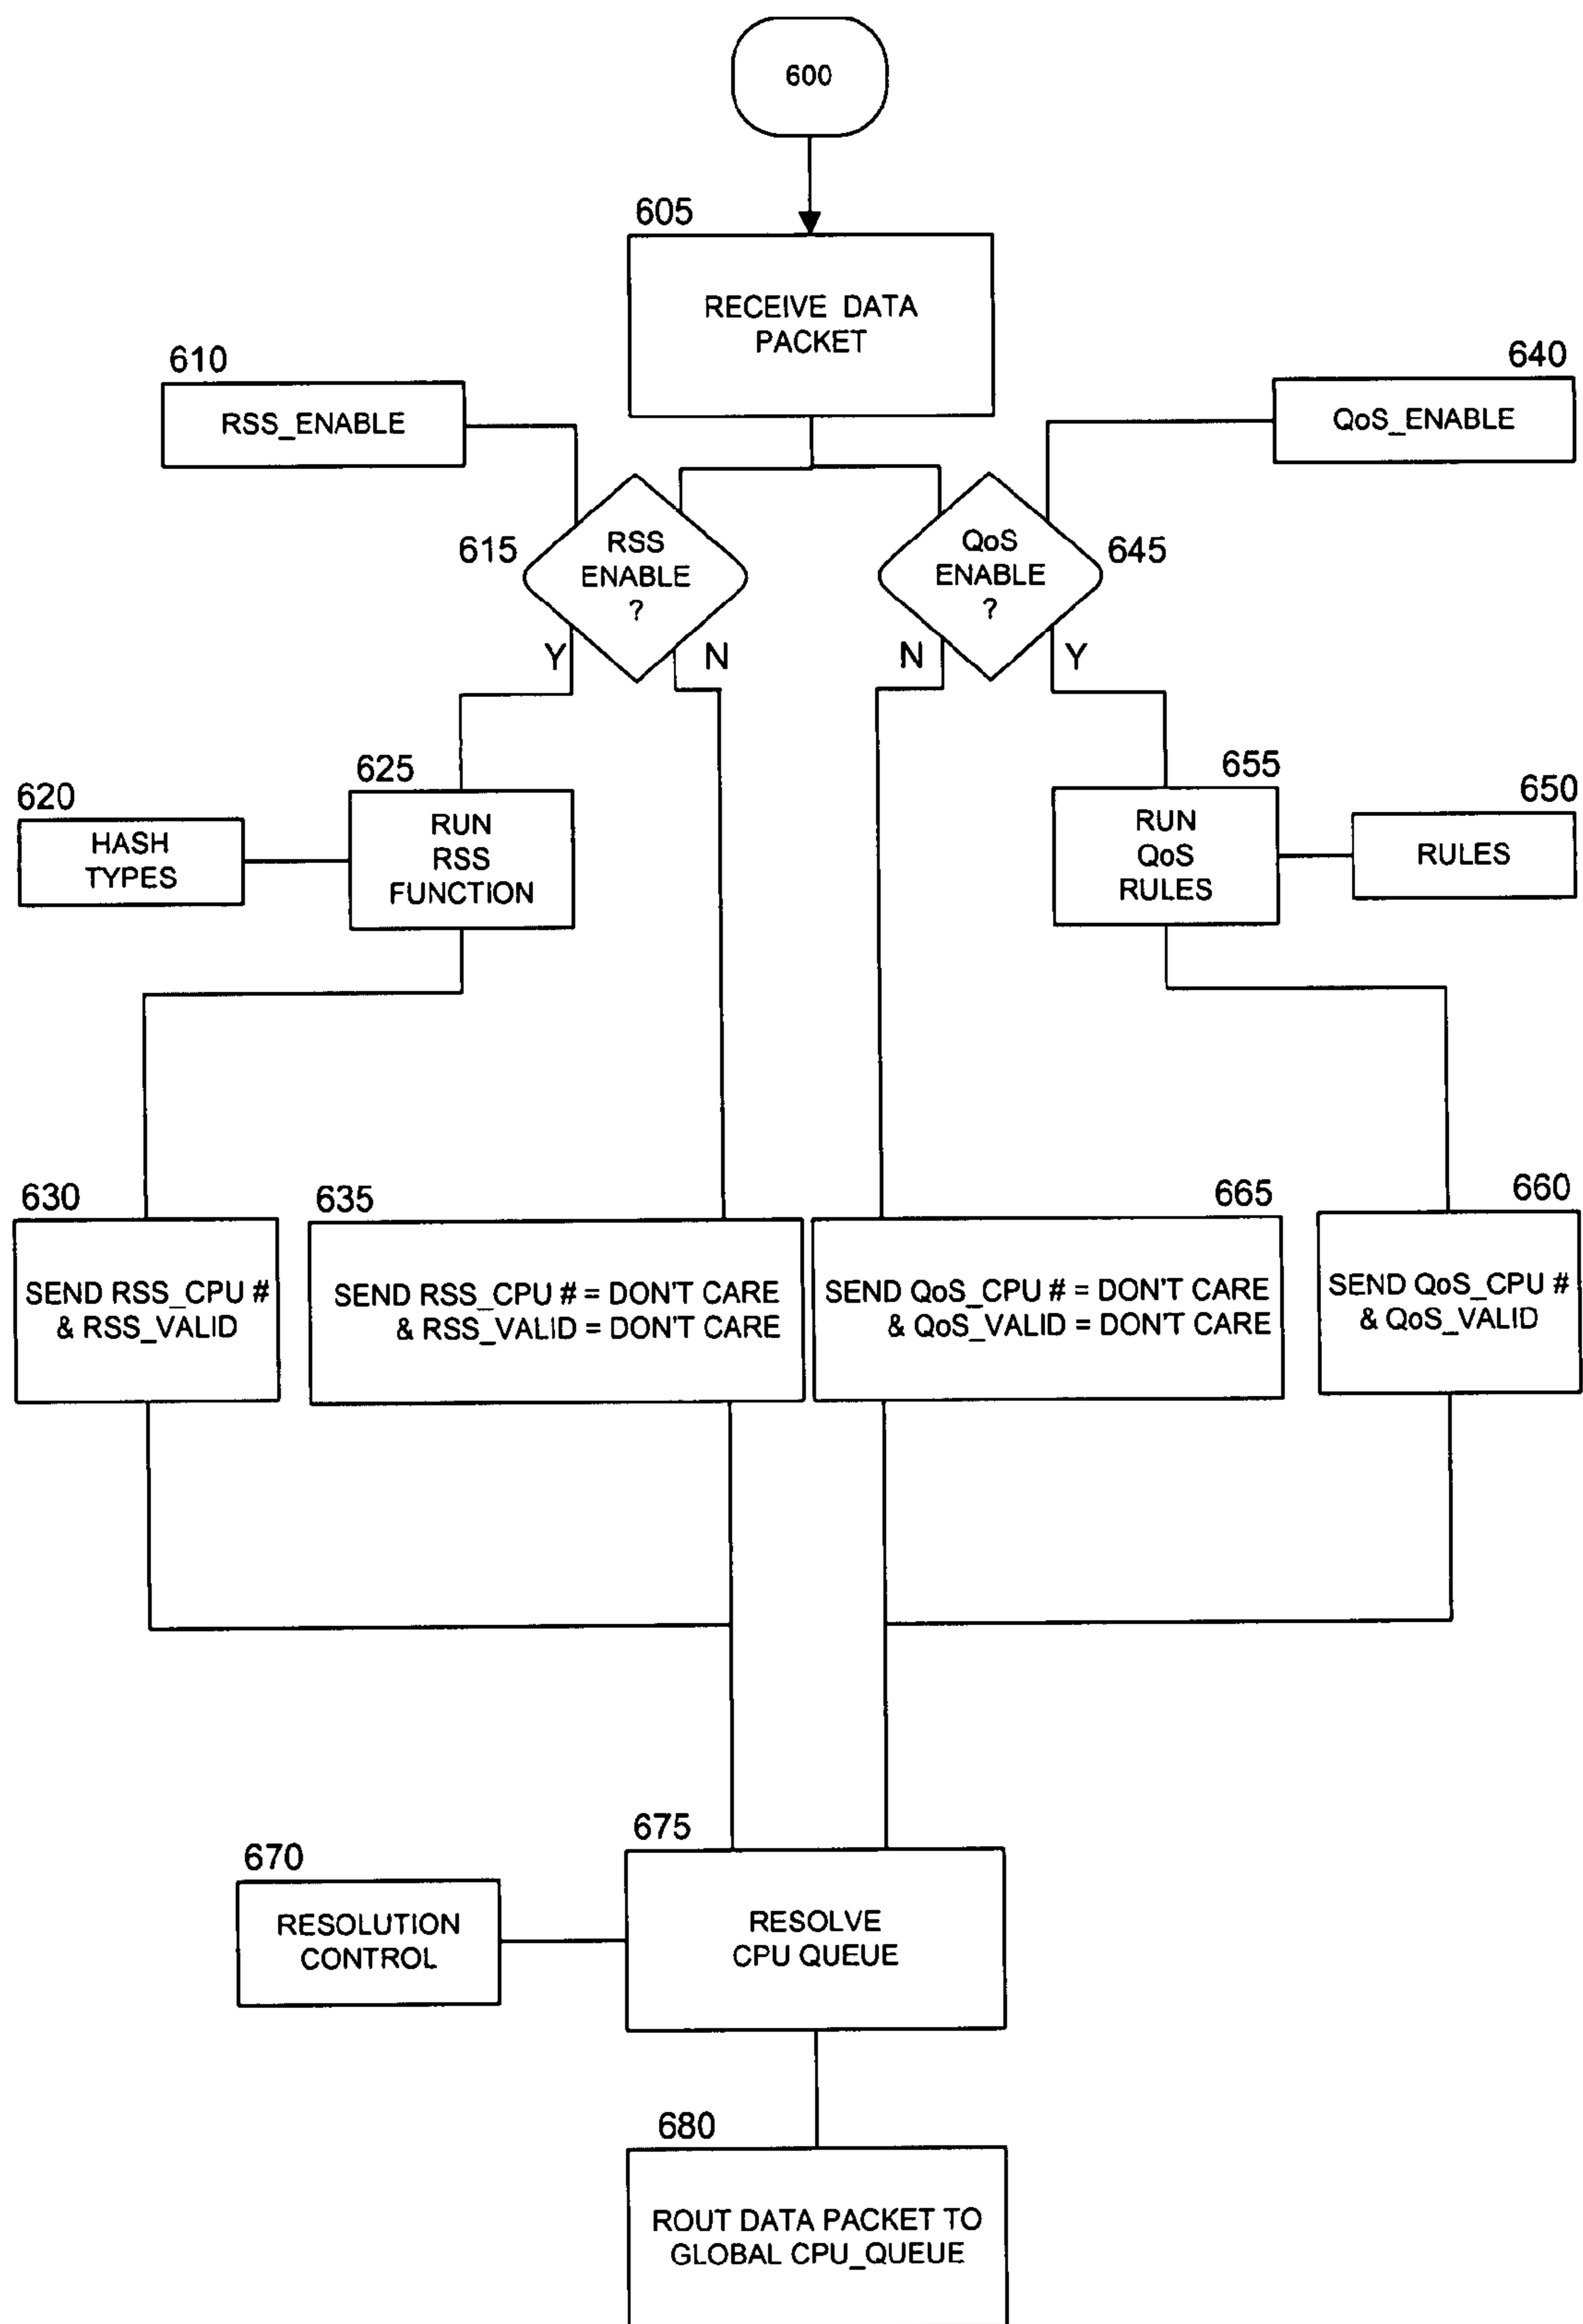 600
605
RECEIVE DATA
PACKET
610
RSS_ENABLE
640
QoS_ENABLE
615
RSS
ENABLE
?
QoS
ENABLE
?
645
Y
N
N
Y
620
HASH
TYPES
625
RUN
RSS
FUNCTION
655
RUN
QoS
RULES
650
RULES
630
SEND RSS_CPU #
& RSS_VALID
635
SEND RSS_CPU # = DON'T CARE
& RSS_VALID = DON'T CARE
665
SEND QoS_CPU # = DON'T CARE
& QoS_VALID = DON'T CARE
660
SEND QoS_CPU #
& QoS_VALID
670
RESOLUTION
CONTROL
675
RESOLVE
CPU QUEUE
680
ROUT DATA PACKET TO
GLOBAL CPU_QUEUE